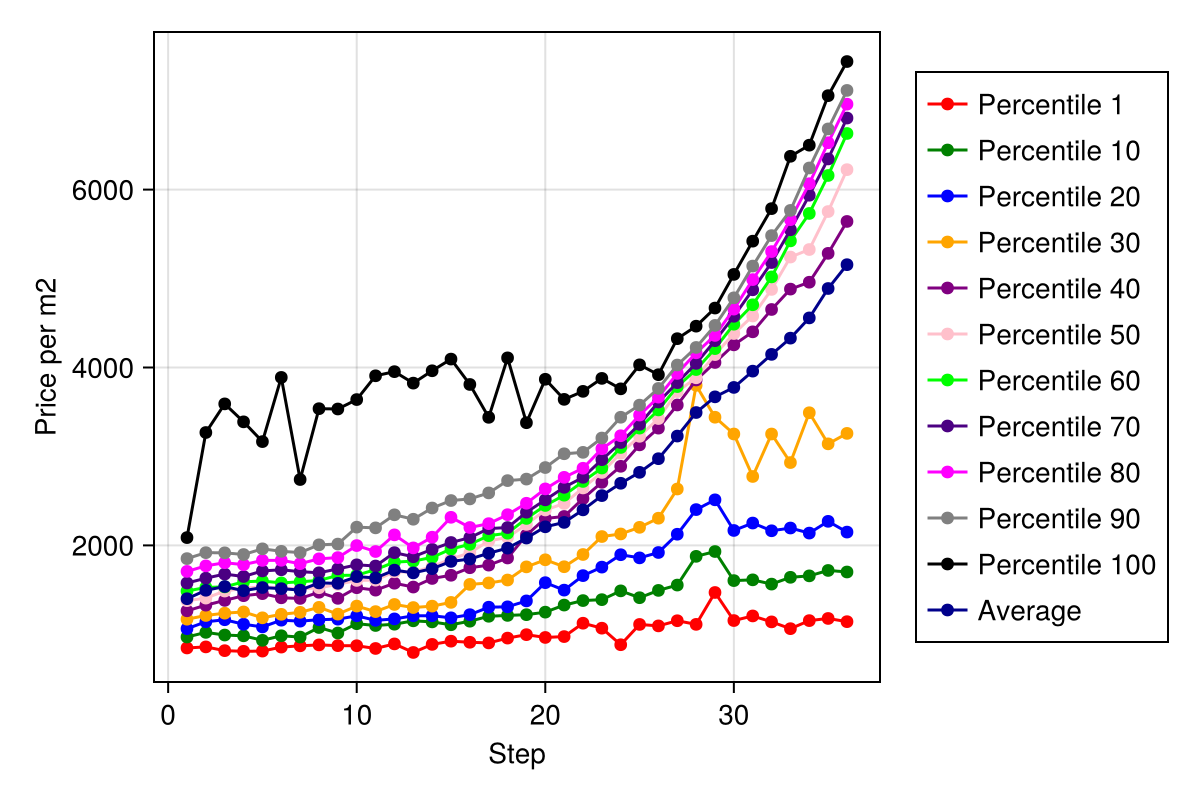 Price per m2
6000
4000
2000
0 10 20 30
Step
Percentile 1
Percentile 10
Percentile 20
Percentile 30
Percentile 40
Percentile 50
Percentile 60
Percentile 70
Percentile 80
Percentile 90
Percentile 100
Average